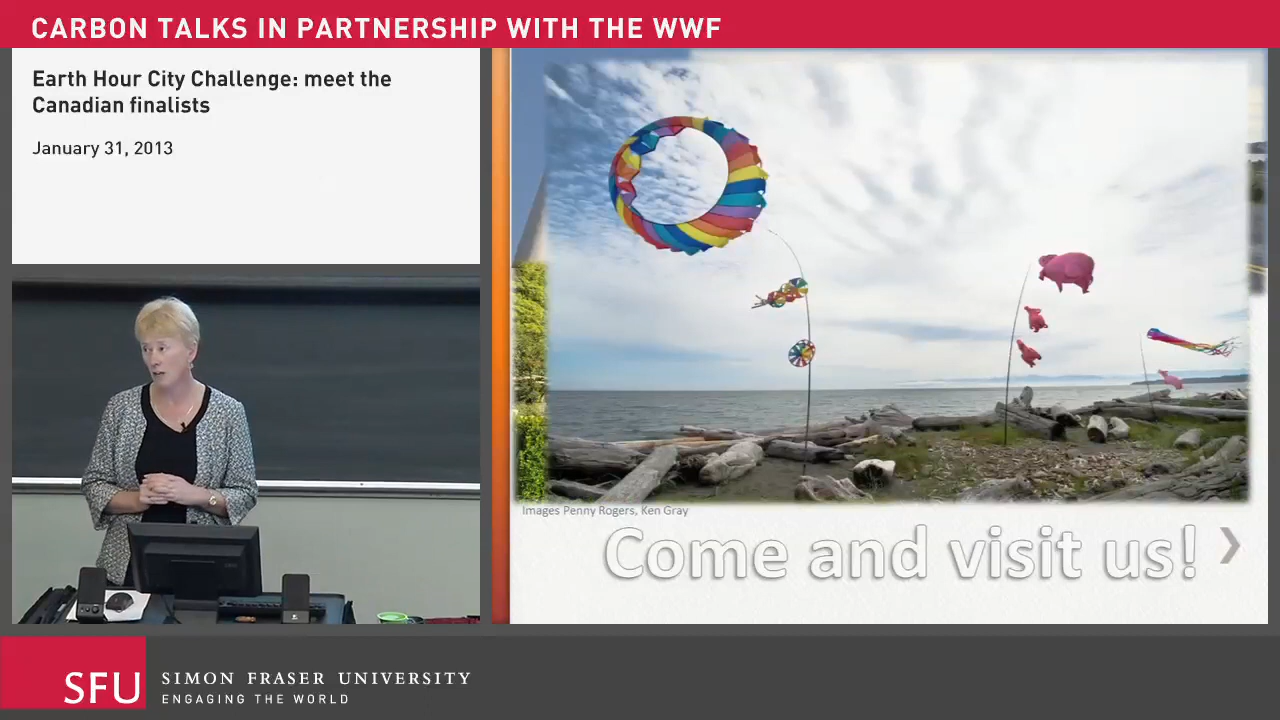 CARBON TALKS IN PARTNERSHIP WITH THE WWF
Earth Hour City Challenge: meet the
Canadian finalists
January 31, 2013
Images Penny Rogers, Ken Gray
Come and visit us!
SFU
SIMON FRASER UNIVERSITY
ENGAGING THE WORLD